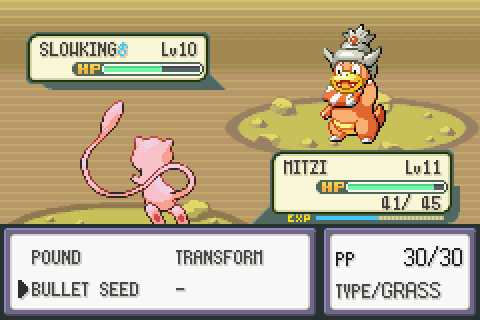 SLOWKING♂ Lv10
HP
MITZI Lv11
HP
41/ 45
EXP
POUND TRANSFORM
BULLET SEED -
PP 30/30
TYPE/GRASS